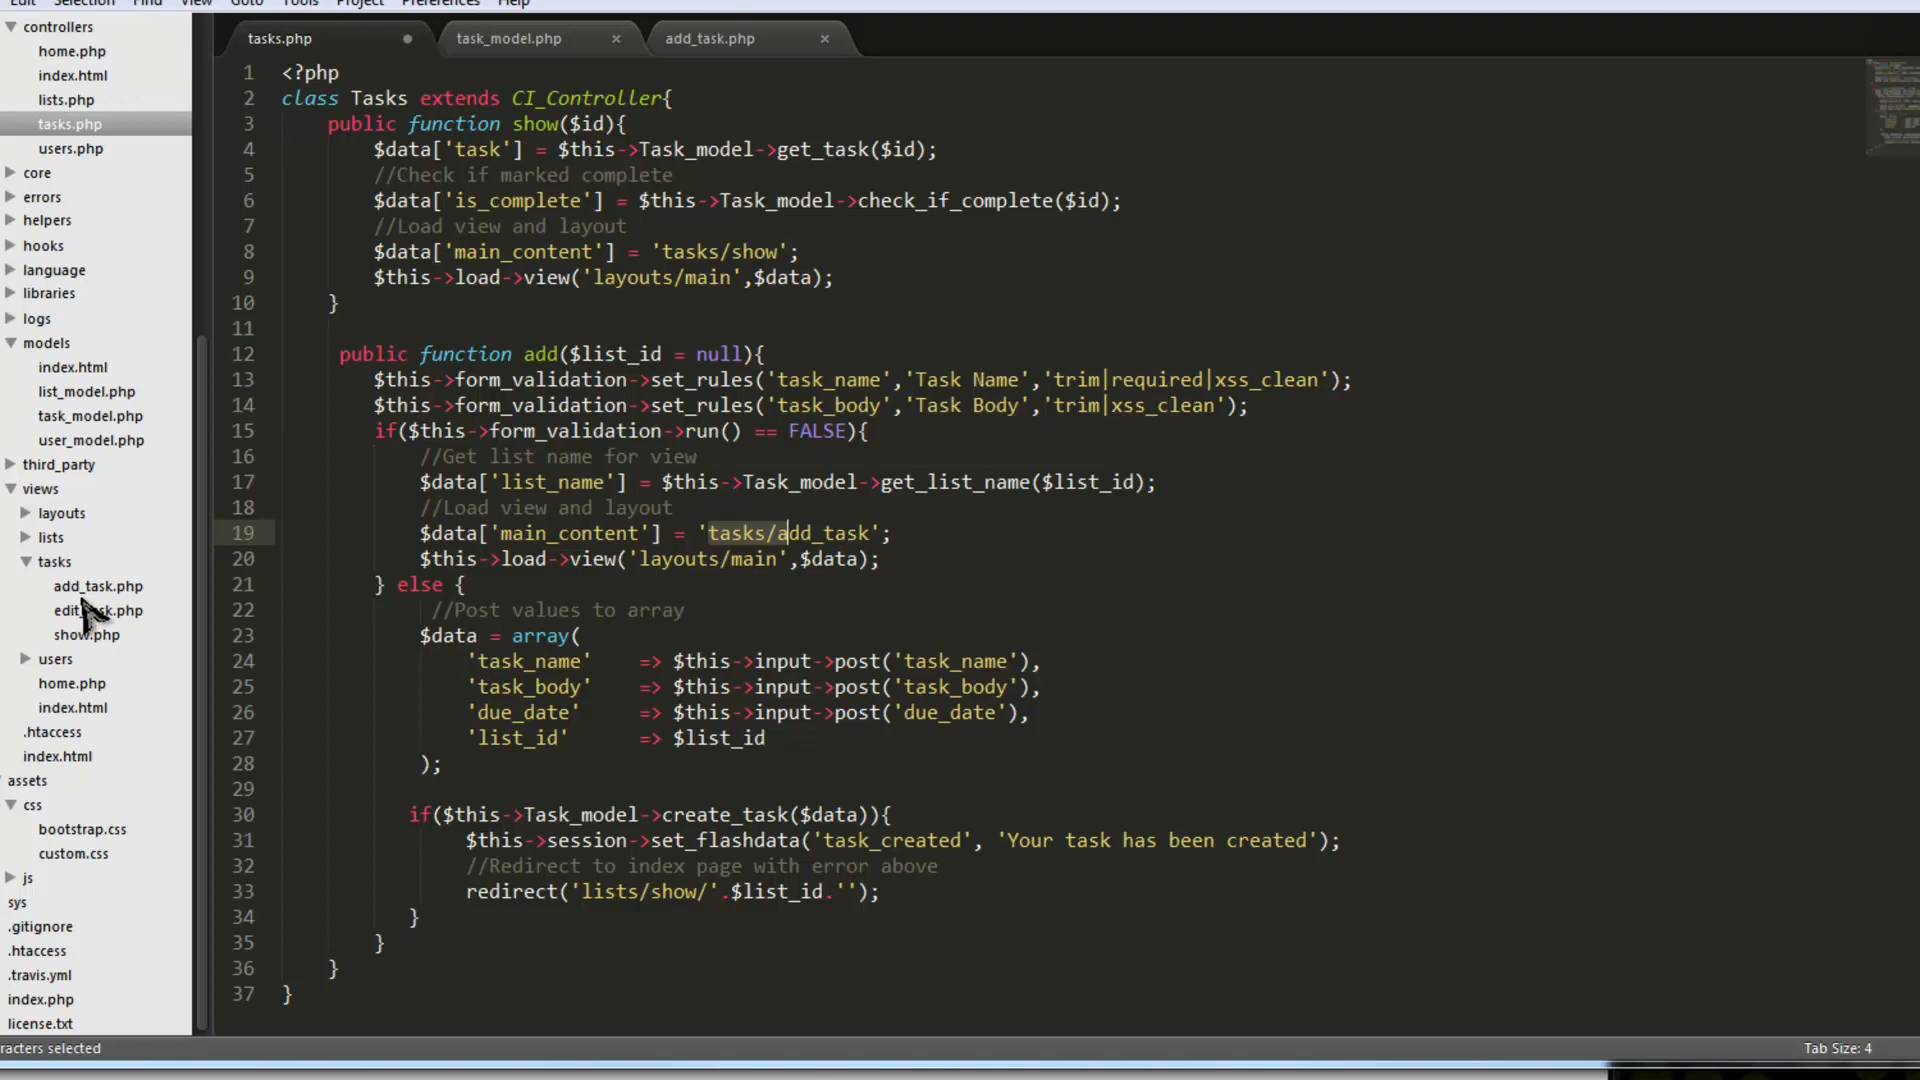 Edit Selection Find View Goto Tools Project Preferences Help
controllers
home.php
index.html
lists.php
tasks.php
users.php
core
errors
helpers
hooks
language
libraries
logs
models
index.html
list_model.php
task_model.php
user_model.php
third_party
views
layouts
lists
tasks
add_task.php
edit_task.php
show.php
users
home.php
index.html
.htaccess
index.html
assets
css
bootstrap.css
custom.css
js
sys
.gitignore
.htaccess
.travis.yml
index.php
license.txt
tasks.php task_model.php × add_task.php ×
1 <?php
2 class Tasks extends CI_Controller{
3 public function show($id){
4 $data['task'] = $this->Task_model->get_task($id);
5 //Check if marked complete
6 $data['is_complete'] = $this->Task_model->check_if_complete($id);
7 //Load view and layout
8 $data['main_content'] = 'tasks/show';
9 $this->load->view('layouts/main',$data);
10 }
11
12 public function add($list_id = null){
13 $this->form_validation->set_rules('task_name','Task Name','trim|required|xss_clean');
14 $this->form_validation->set_rules('task_body','Task Body','trim|xss_clean');
15 if($this->form_validation->run() == FALSE){
16 //Get list name for view
17 $data['list_name'] = $this->Task_model->get_list_name($list_id);
18 //Load view and layout
19 $data['main_content'] = 'tasks/add_task';
20 $this->load->view('layouts/main',$data);
21 } else {
22 //Post values to array
23 $data = array(
24 'task_name' => $this->input->post('task_name'),
25 'task_body' => $this->input->post('task_body'),
26 'due_date' => $this->input->post('due_date'),
27 'list_id' => $list_id
28 );
29
30 if($this->Task_model->create_task($data)){
31 $this->session->set_flashdata('task_created', 'Your task has been created');
32 //Redirect to index page with error above
33 redirect('lists/show/'.$list_id.'');
34 }
35 }
36 }
37 }
racters selected
Tab Size: 4